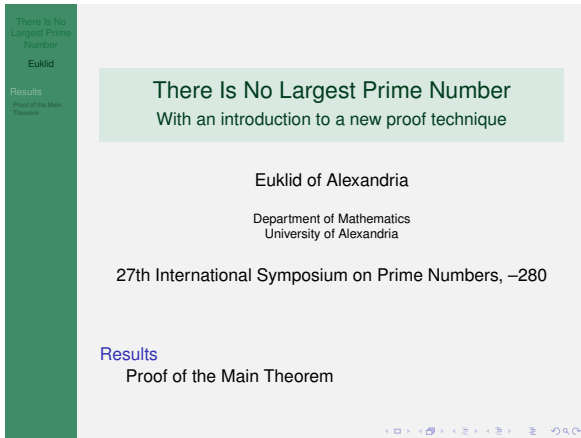 There Is No
Largest Prime
Number
Euklid
Results
Proof of the Main
Theorem
There Is No Largest Prime Number
With an introduction to a new proof technique
Euklid of Alexandria
Department of Mathematics
University of Alexandria
27th International Symposium on Prime Numbers, –280
Results
Proof of the Main Theorem